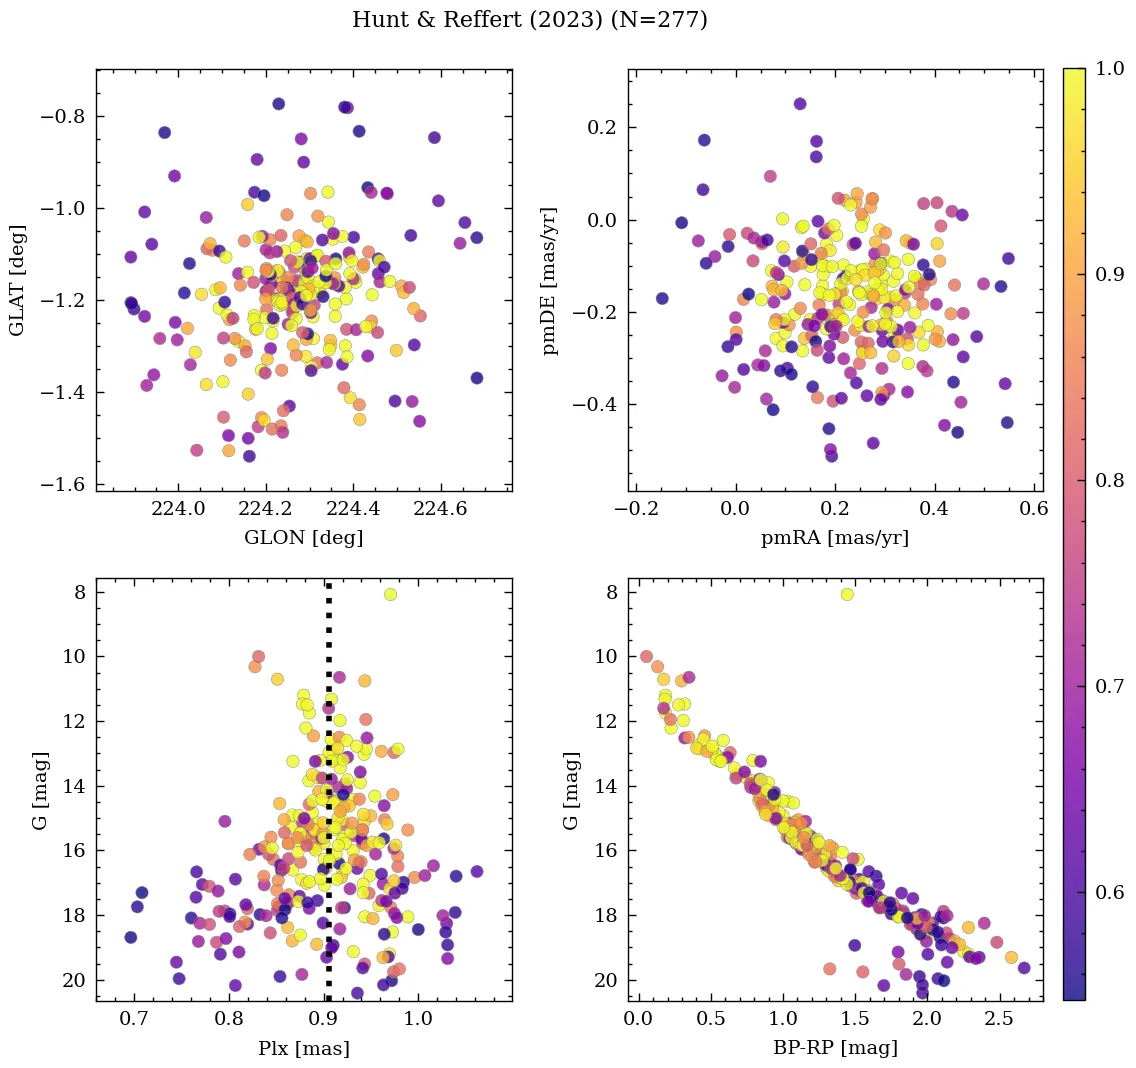 Hunt & Reffert (2023) (N=277)
−0.8
−1.0
−1.2
−1.4
−1.6
GLAT [deg]
224.0 224.2 224.4 224.6
GLON [deg]
0.2
0.0
−0.2
−0.4
pmDE [mas/yr]
−0.2 0.0 0.2 0.4 0.6
pmRA [mas/yr]
8
10
12
14
16
18
20
G [mag]
0.7 0.8 0.9 1.0
Plx [mas]
8
10
12
14
16
18
20
G [mag]
0.0 0.5 1.0 1.5 2.0 2.5
BP-RP [mag]
1.0
0.9
0.8
0.7
0.6